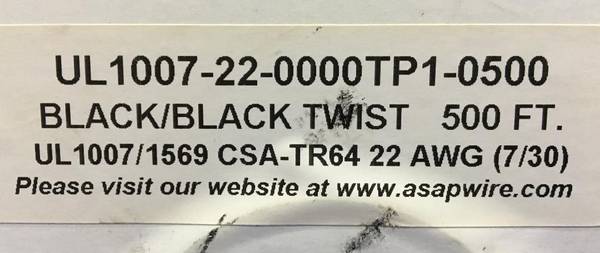 UL1007-22-0000TP1-0500
BLACK/BLACK TWIST 500 FT.
UL1007/1569 CSA-TR64 22 AWG (7/30)
Please visit our website at www.asapwire.com